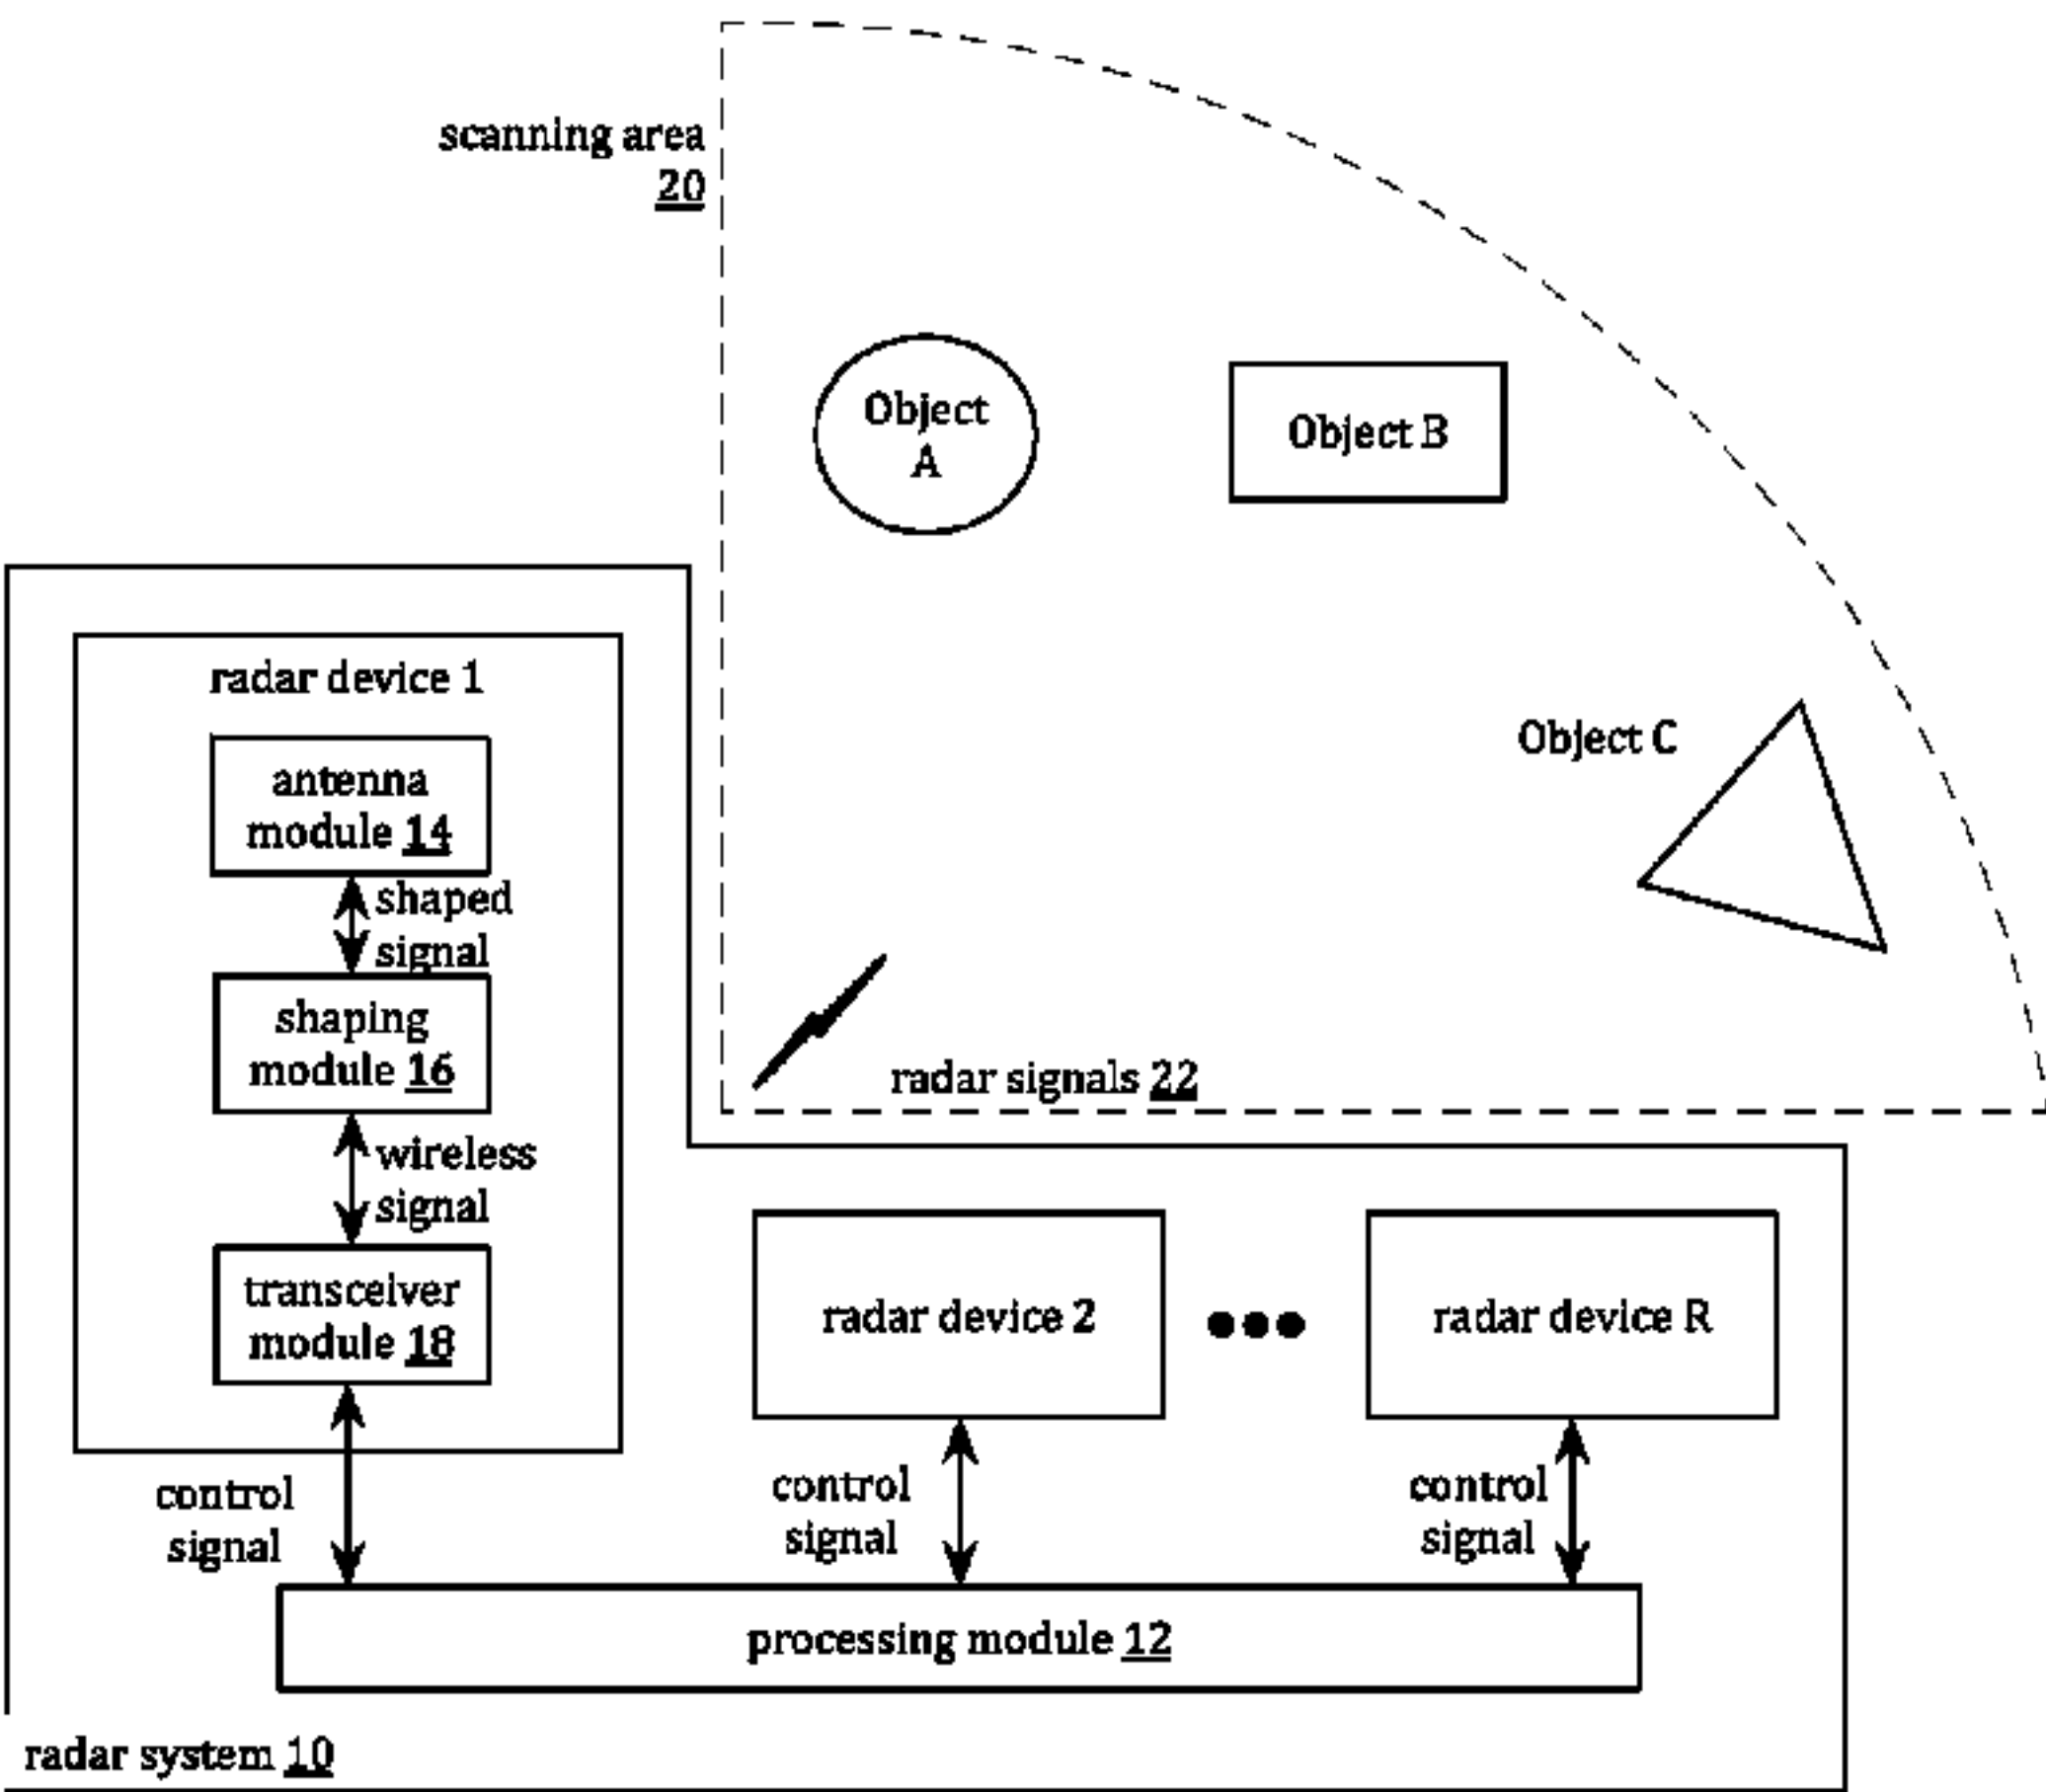 scanning area
20
Object
A
Object B
Object C
radar signals 22
radar device 1
antenna
module 14
shaped
signal
shaping
module 16
wireless
signal
transceiver
module 18
radar device 2
radar device R
control
signal
control
signal
control
signal
processing module 12
radar system 10